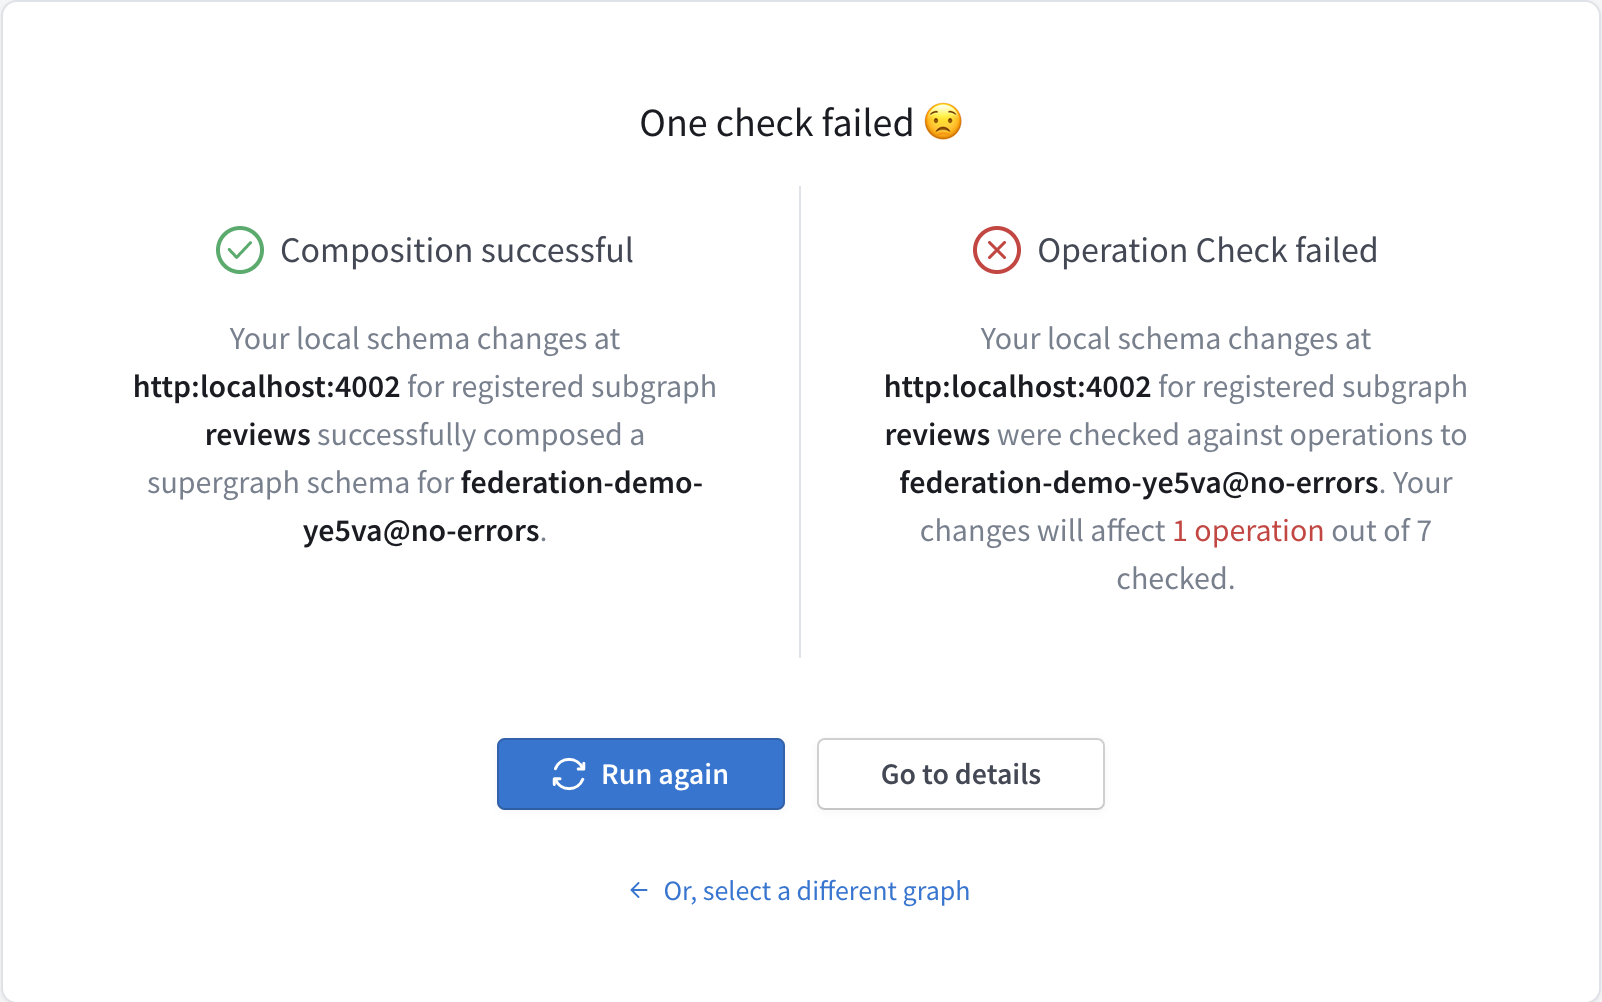 One check failed 😟
Composition successful
Your local schema changes at
http:localhost:4002 for registered subgraph
reviews successfully composed a
supergraph schema for federation-demo-
ye5va@no-errors.
Operation Check failed
Your local schema changes at
http:localhost:4002 for registered subgraph
reviews were checked against operations to
federation-demo-ye5va@no-errors. Your
changes will affect 1 operation out of 7
checked.
Run again
Go to details
← Or, select a different graph